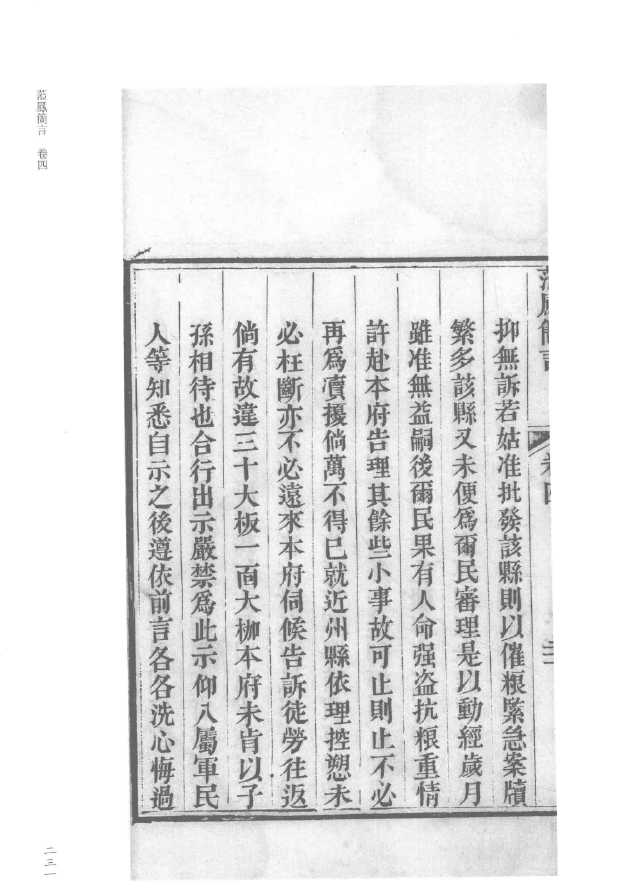 蒞鳳簡言 卷四
抑無訴若姑准批發該縣則以催粮緊急案牘
繁多該縣又未便爲爾民審理是以動經歲月
雖准無益嗣後爾民果有人命强盗抗粮重情
許赴本府告理其餘些小事故可止則止不必
再爲凟擾倘萬不得已就近州縣依理控愬未
必枉斷亦不必遠來本府伺候告訴徒勞往返
倘有故違三十大板一面大枷本府未肯以子
孫相待也合行出示嚴禁爲此示仰八屬軍民
人等知悉自示之後遵依前言各各洗心悔過
二三一